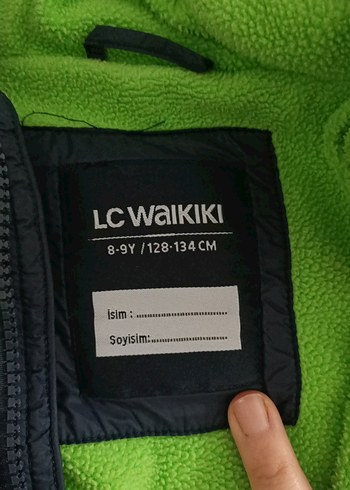 LC WAIKIKI
8-9Y / 128-134 CM
İsim : ................................
Soyisim:............................